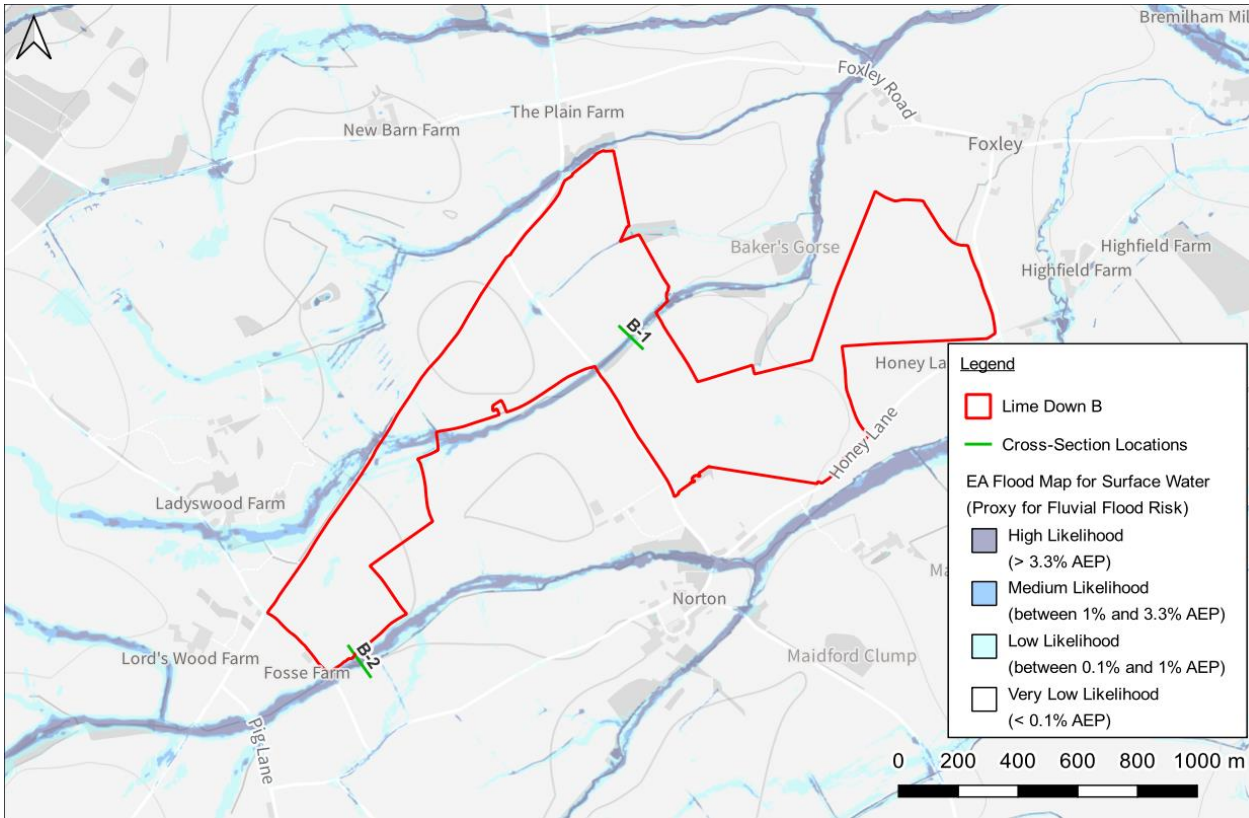 Bremilham Mil
Foxley Road
The Plain Farm
New Barn Farm
Foxley
Baker's Gorse
Highfield Farm
Highfield Farm
B-1
Honey La
Honey Lane
Ladyswood Farm
Norton
B-2
Lord's Wood Farm
Fosse Farm
Maidford Clump
Ma
Pig Lane
Legend
Lime Down B
Cross-Section Locations
EA Flood Map for Surface Water
(Proxy for Fluvial Flood Risk)
High Likelihood
(> 3.3% AEP)
Medium Likelihood
(between 1% and 3.3% AEP)
Low Likelihood
(between 0.1% and 1% AEP)
Very Low Likelihood
(< 0.1% AEP)
0 200 400 600 800 1000 m